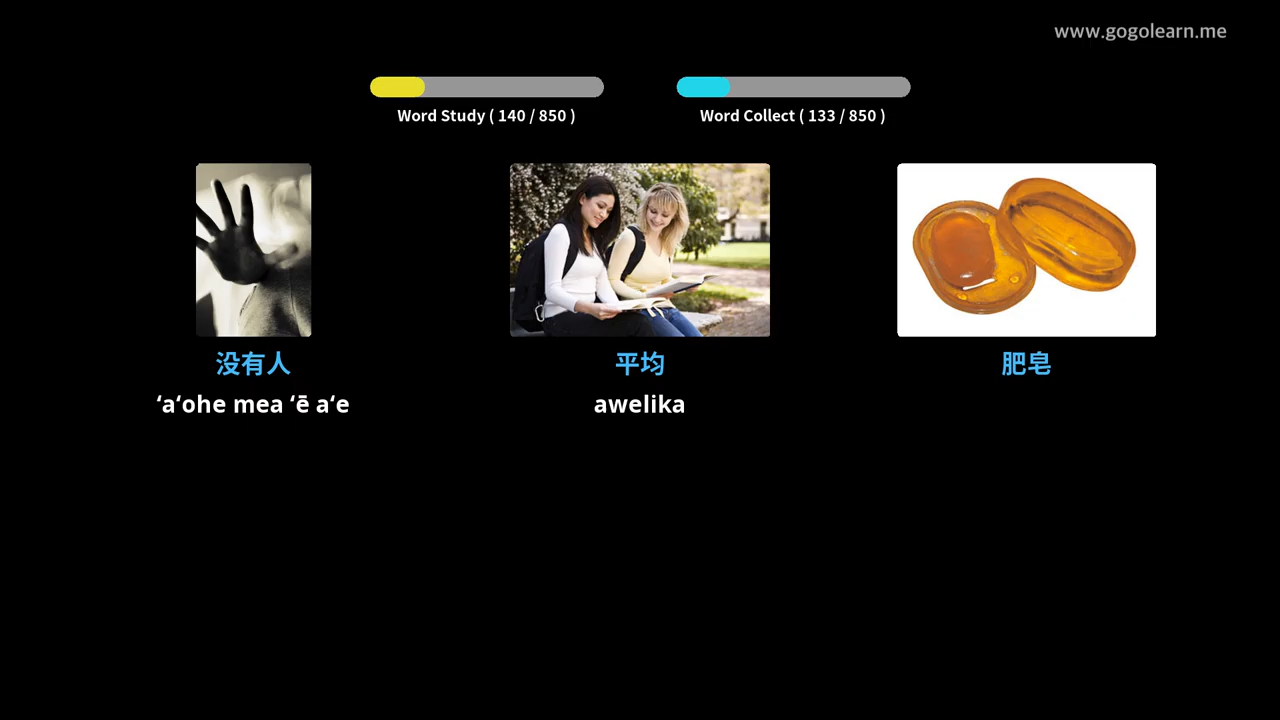 www.gogolearn.me
Word Study ( 140 / 850 )
Word Collect ( 133 / 850 )
没有人
平均
肥皂
ʻaʻohe mea ʻē aʻe
awelika